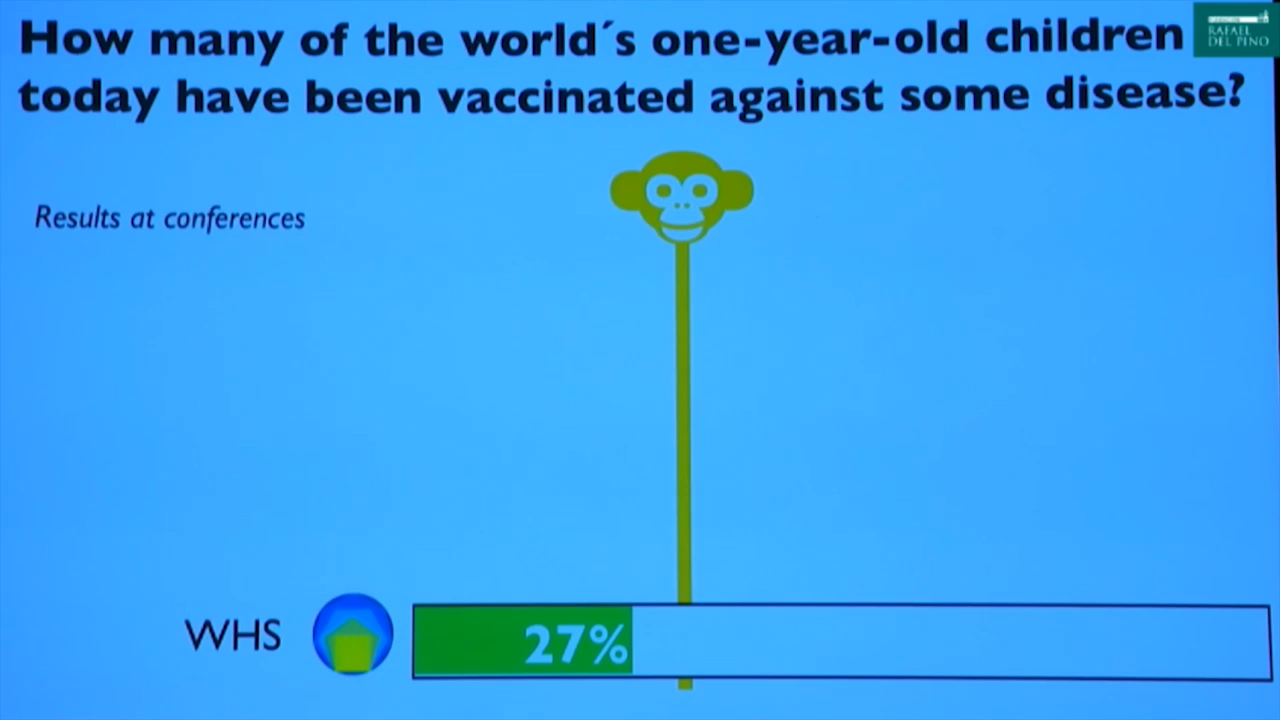 How many of the world´s one-year-old children
today have been vaccinated against some disease?
RAFAEL
DEL PINO
Results at conferences
WHS
27%